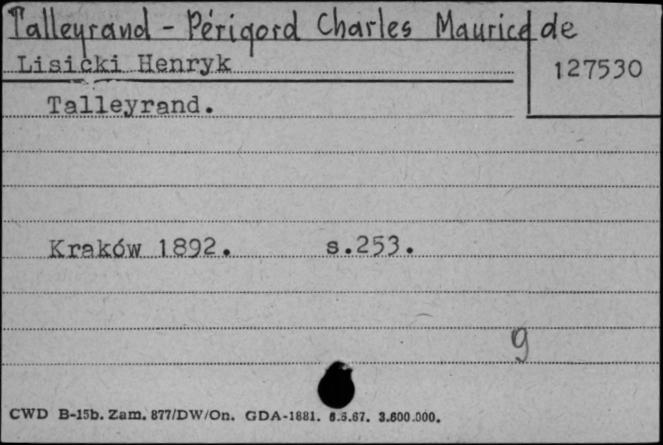 Talleyrand - Périgord Charles Maurice de
Lisicki Henryk
127530
Talleyrand.
Kraków 1892. s.253.
9
CWD B-15b. Zam. 877/DW/On. GDA-1881. 6.5.67. 3.600.000.